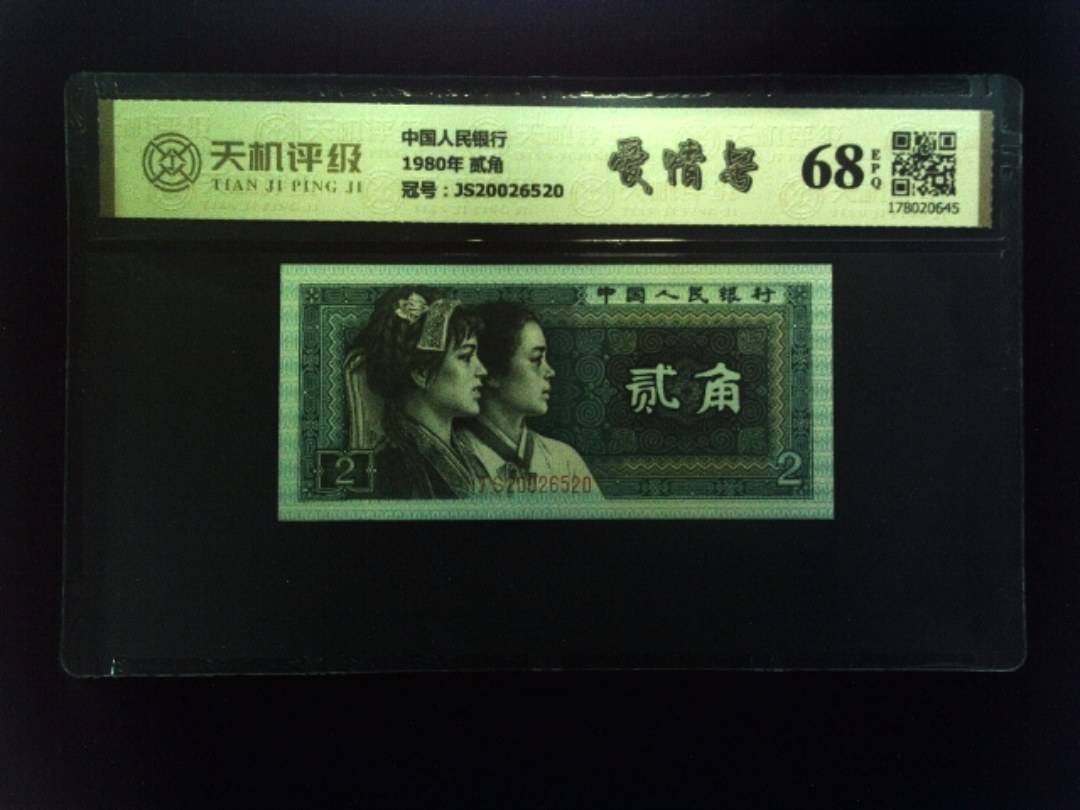 天机评级
TIAN JI PING JI
中国人民银行
1980年 贰角
冠号：JS20026520
爱情号
68
EPQ
178020645
中国人民银行
贰角
2
2
JS20026520